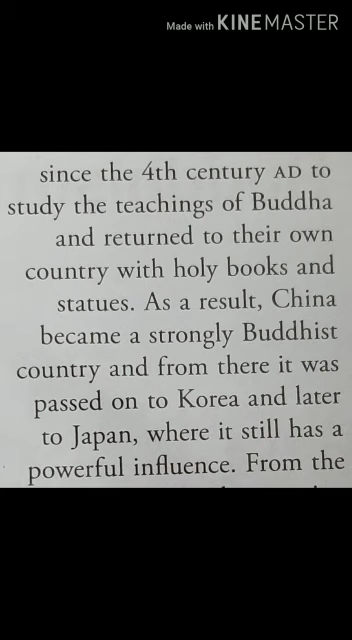 Made with KINEMASTER
since the 4th century AD to
study the teachings of Buddha
and returned to their own
country with holy books and
statues. As a result, China
became a strongly Buddhist
country and from there it was
passed on to Korea and later
to Japan, where it still has a
powerful influence. From the